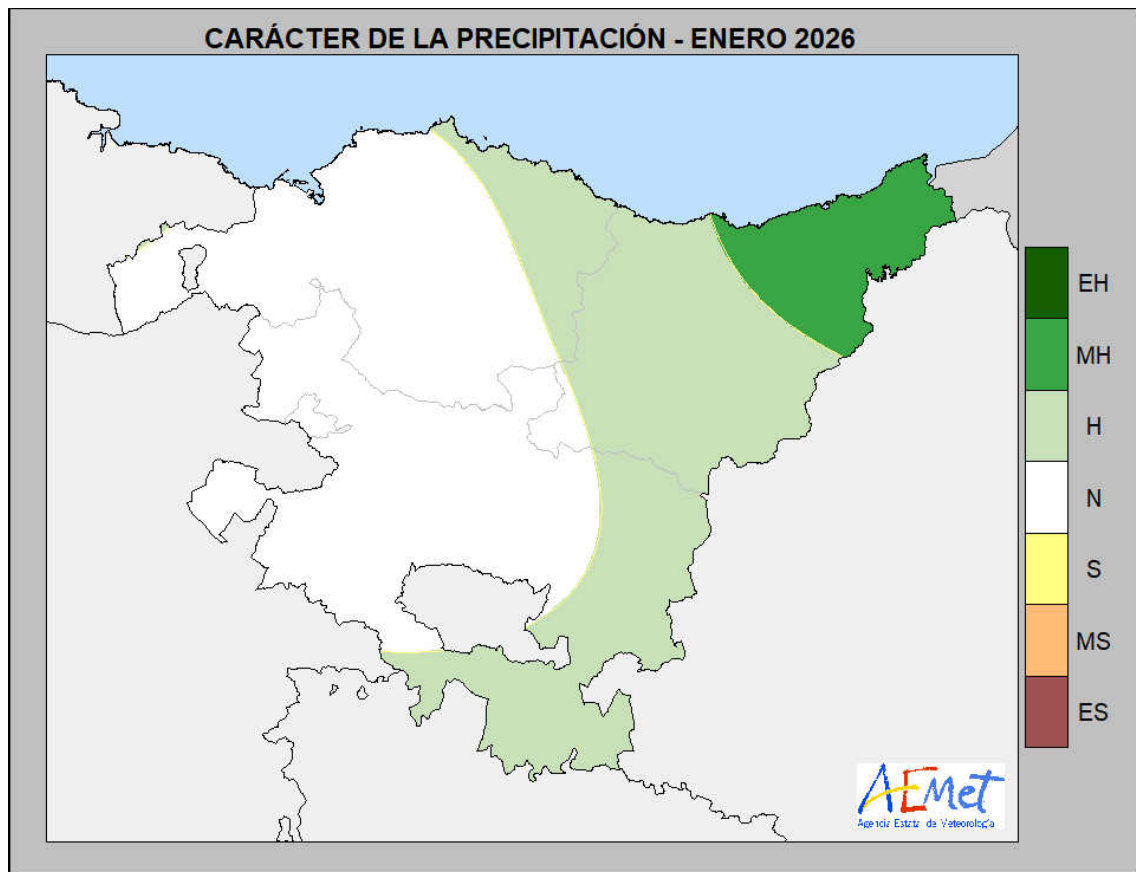 CARÁCTER DE LA PRECIPITACIÓN - ENERO 2026
EH
MH
H
N
S
MS
ES
AEMet
Agencia Estatal de Meteorología